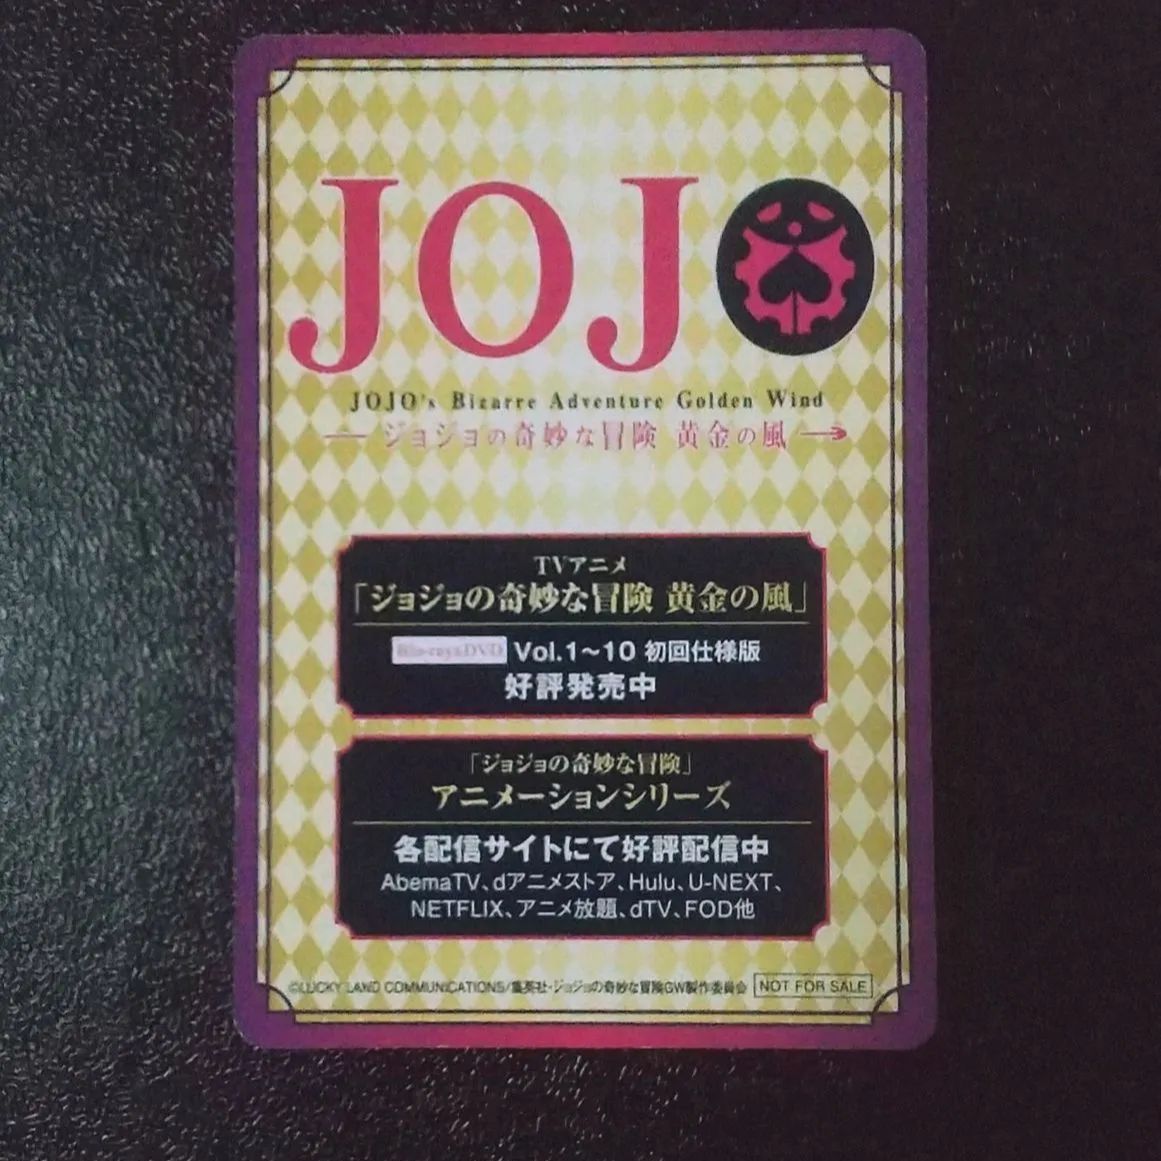 JOJO
JOJO's Bizarre Adventure Golden Wind
ジョジョの奇妙な冒険 黄金の風
TVアニメ
「ジョジョの奇妙な冒険 黄金の風」
Blu-ray&DVD Vol.1〜10 初回仕様版
好評発売中
「ジョジョの奇妙な冒険」
アニメーションシリーズ
各配信サイトにて好評配信中
AbemaTV、dアニメストア、Hulu、U-NEXT、
NETFLIX、アニメ放題、dTV、FOD他
©LUCKY LAND COMMUNICATIONS/集英社・ジョジョの奇妙な冒険GW製作委員会 NOT FOR SALE